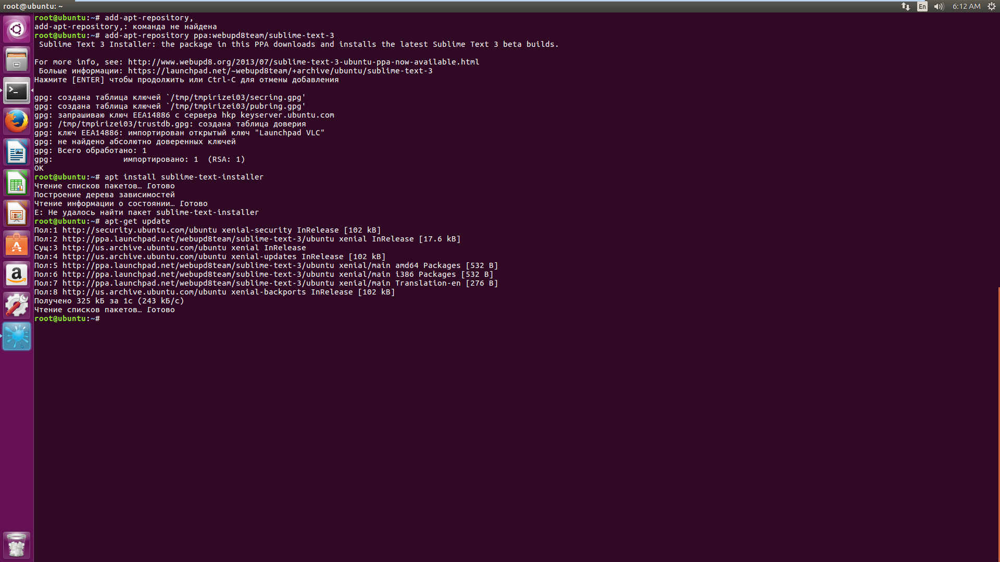 root@ubuntu: ~
En
6:12 AM
root@ubuntu:~# add-apt-repository,
add-apt-repository,: команда не найдена
root@ubuntu:~# add-apt-repository ppa:webupd8team/sublime-text-3
 Sublime Text 3 Installer: the package in this PPA downloads and installs the latest Sublime Text 3 beta builds.
For more info, see: http://www.webupd8.org/2013/07/sublime-text-3-ubuntu-ppa-now-available.html
 Больше информации: https://launchpad.net/~webupd8team/+archive/ubuntu/sublime-text-3
Нажмите [ENTER] чтобы продолжить или Ctrl-C для отмены добавления
gpg: создана таблица ключей `/tmp/tmpirizei03/secring.gpg'
gpg: создана таблица ключей `/tmp/tmpirizei03/pubring.gpg'
gpg: запрашиваю ключ EEA14886 с сервера hkp keyserver.ubuntu.com
gpg: /tmp/tmpirizei03/trustdb.gpg: создана таблица доверия
gpg: ключ EEA14886: импортирован открытый ключ "Launchpad VLC"
gpg: не найдено абсолютно доверенных ключей
gpg: Всего обработано: 1
gpg:               импортировано: 1  (RSA: 1)
OK
root@ubuntu:~# apt install sublime-text-installer
Чтение списков пакетов… Готово
Построение дерева зависимостей
Чтение информации о состоянии… Готово
E: Не удалось найти пакет sublime-text-installer
root@ubuntu:~# apt-get update
Пол:1 http://security.ubuntu.com/ubuntu xenial-security InRelease [102 kB]
Пол:2 http://ppa.launchpad.net/webupd8team/sublime-text-3/ubuntu xenial InRelease [17.6 kB]
Сущ:3 http://us.archive.ubuntu.com/ubuntu xenial InRelease
Пол:4 http://us.archive.ubuntu.com/ubuntu xenial-updates InRelease [102 kB]
Пол:5 http://ppa.launchpad.net/webupd8team/sublime-text-3/ubuntu xenial/main amd64 Packages [532 B]
Пол:6 http://ppa.launchpad.net/webupd8team/sublime-text-3/ubuntu xenial/main i386 Packages [532 B]
Пол:7 http://ppa.launchpad.net/webupd8team/sublime-text-3/ubuntu xenial/main Translation-en [276 B]
Пол:8 http://us.archive.ubuntu.com/ubuntu xenial-backports InRelease [102 kB]
Получено 325 kБ за 1с (243 kБ/c)
Чтение списков пакетов… Готово
root@ubuntu:~#